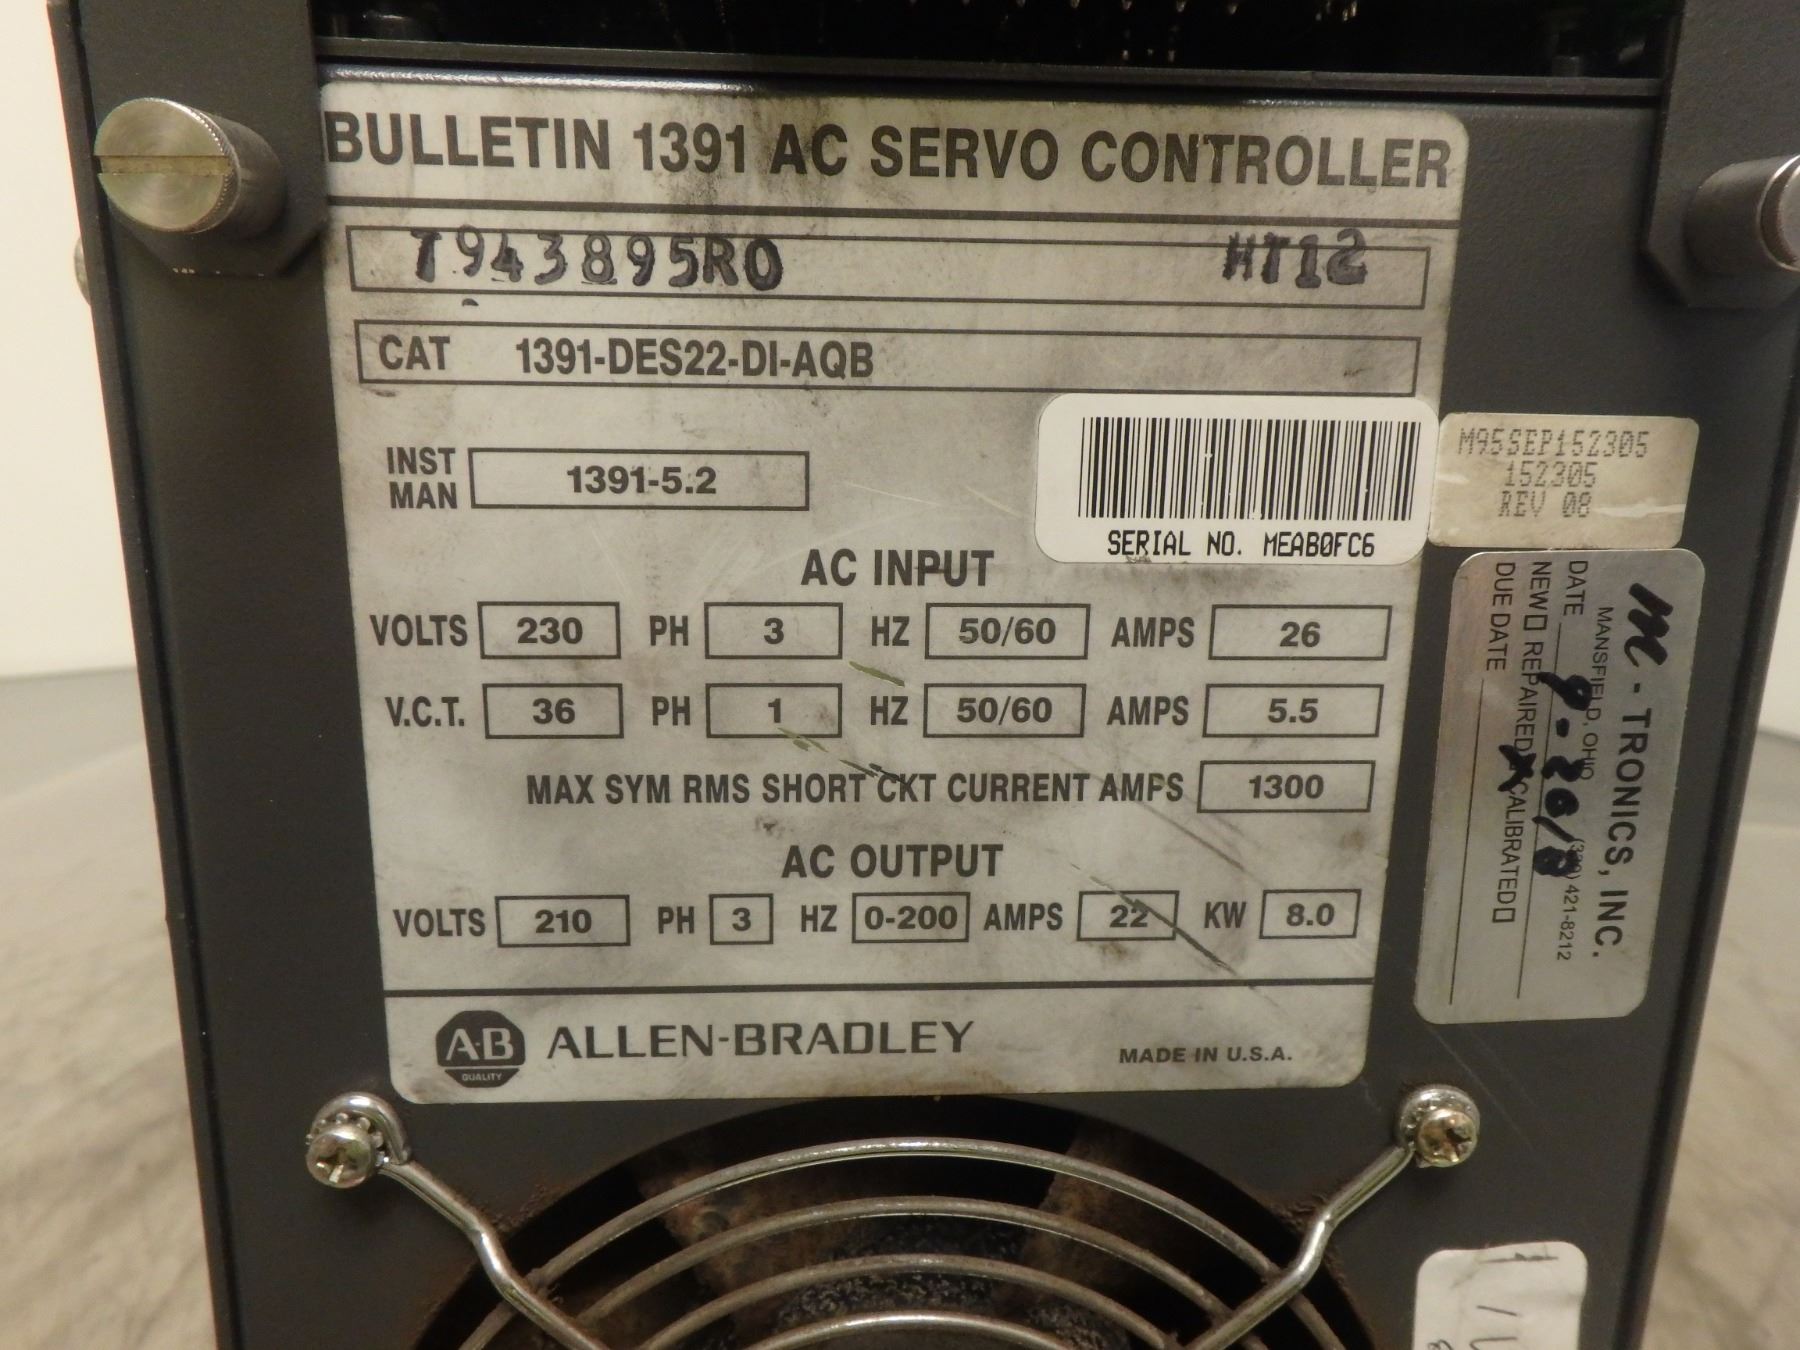 BULLETIN 1391 AC SERVO CONTROLLER
T943895R0 HT12
CAT 1391-DES22-DI-AQB
INST MAN 1391-5.2
SERIAL NO. MEAB0FC6
M95SEP152305
152305
REV 08
AC INPUT
VOLTS 230 PH 3 HZ 50/60 AMPS 26
V.C.T. 36 PH 1 HZ 50/60 AMPS 5.5
MAX SYM RMS SHORT CKT CURRENT AMPS 1300
AC OUTPUT
VOLTS 210 PH 3 HZ 0-200 AMPS 22 KW 8.0
A-B
QUALITY
ALLEN-BRADLEY
MADE IN U.S.A.
m-TRONICS, INC.
MANSFIELD, OHIO 421-8212
DATE
NEW REPAIRED X CALIBRATED
DUE DATE